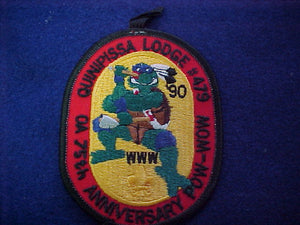 QUINIPISSA LODGE #479
'90
WWW
OA 75th ANNIVERSARY POW-WOW